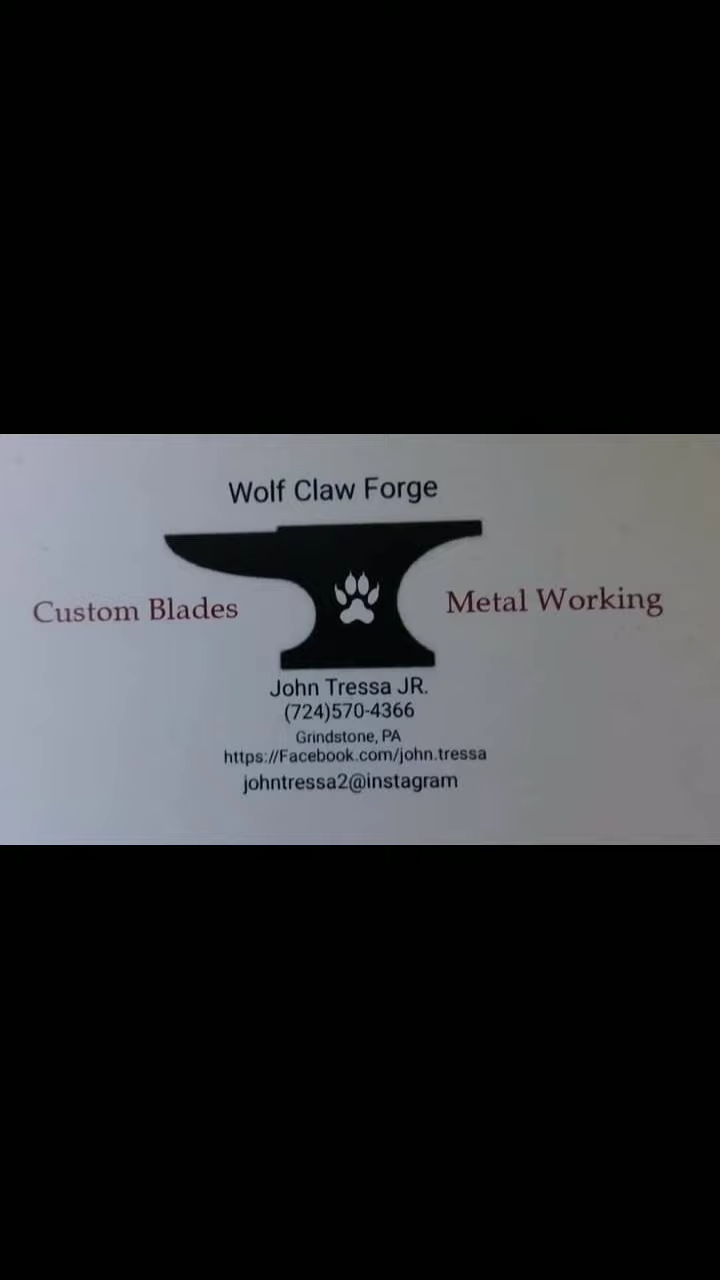 Wolf Claw Forge
Custom Blades
Metal Working
John Tressa JR.
(724)570-4366
Grindstone, PA
https://Facebook.com/john.tressa
johntressa2@instagram